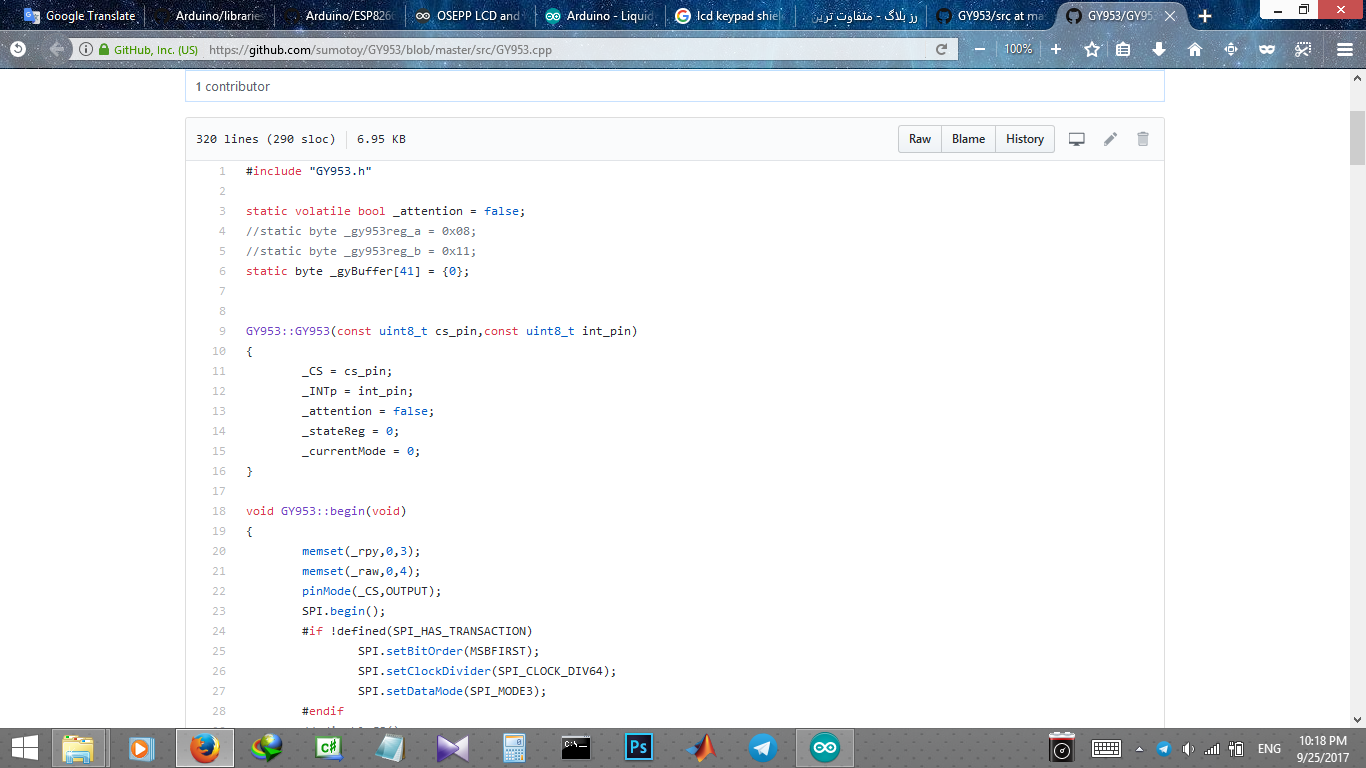 Google Translate
Arduino/libraries
Arduino/ESP826
OSEPP LCD and
Arduino - Liquid
lcd keypad shiel
رز بلاگ - متفاوت ترین
GY953/src at ma
GY953/GY953
GitHub, Inc. (US)
https://github.com/sumotoy/GY953/blob/master/src/GY953.cpp
100%
1 contributor
320 lines (290 sloc) 6.95 KB
Raw Blame History
1 #include "GY953.h"
2
3 static volatile bool _attention = false;
4 //static byte _gy953reg_a = 0x08;
5 //static byte _gy953reg_b = 0x11;
6 static byte _gyBuffer[41] = {0};
7
8
9 GY953::GY953(const uint8_t cs_pin,const uint8_t int_pin)
10 {
11 _CS = cs_pin;
12 _INTp = int_pin;
13 _attention = false;
14 _stateReg = 0;
15 _currentMode = 0;
16 }
17
18 void GY953::begin(void)
19 {
20 memset(_rpy,0,3);
21 memset(_raw,0,4);
22 pinMode(_CS,OUTPUT);
23 SPI.begin();
24 #if !defined(SPI_HAS_TRANSACTION)
25 SPI.setBitOrder(MSBFIRST);
26 SPI.setClockDivider(SPI_CLOCK_DIV64);
27 SPI.setDataMode(SPI_MODE3);
28 #endif
C#
Ps
ENG
10:18 PM
9/25/2017